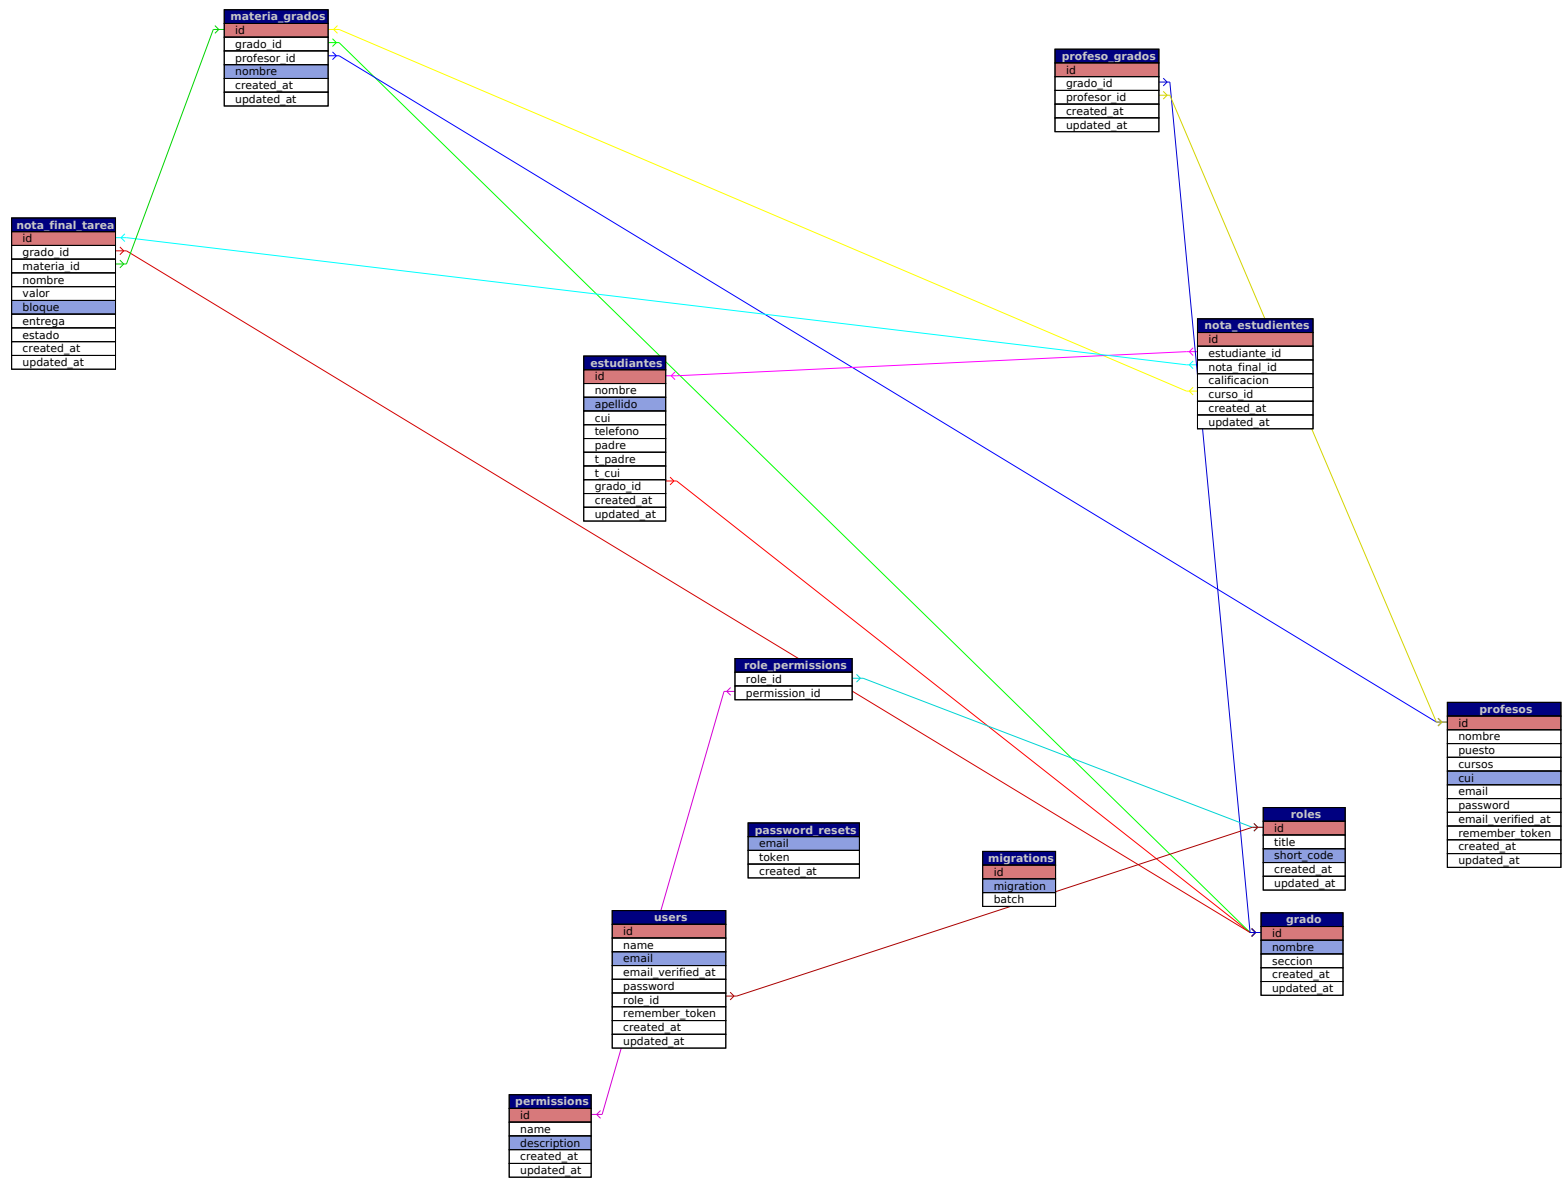 materia_grados
id
grado_id
profesor_id
nombre
created_at
updated_at
profeso_grados
id
grado_id
profesor_id
created_at
updated_at
nota_final_tarea
id
grado_id
materia_id
nombre
valor
bloque
entrega
estado
created_at
updated_at
nota_estudientes
id
estudiante_id
nota_final_id
calificacion
curso_id
created_at
updated_at
estudiantes
id
nombre
apellido
cui
telefono
padre
t_padre
t_cui
grado_id
created_at
updated_at
role_permissions
role_id
permission_id
profesos
id
nombre
puesto
cursos
cui
email
password
email_verified_at
remember_token
created_at
updated_at
roles
id
title
short_code
created_at
updated_at
password_resets
email
token
created_at
migrations
id
migration
batch
users
id
name
email
email_verified_at
password
role_id
remember_token
created_at
updated_at
grado
id
nombre
seccion
created_at
updated_at
permissions
id
name
description
created_at
updated_at